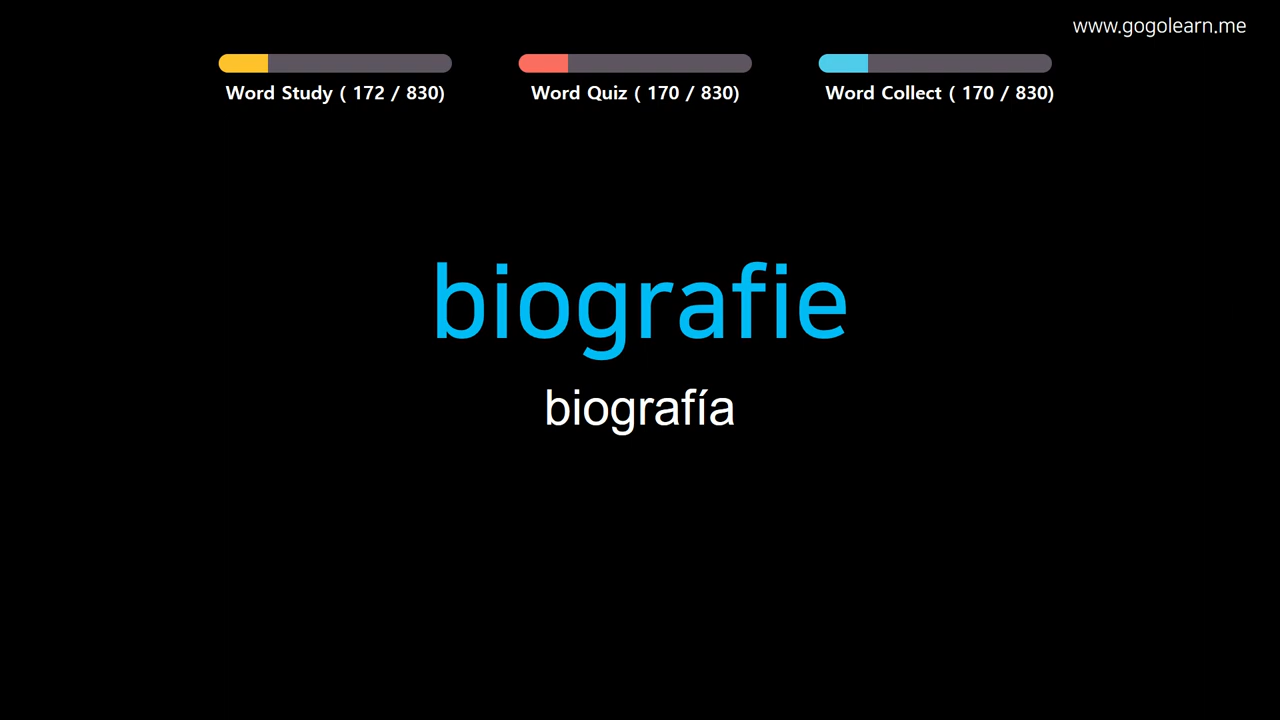 www.gogolearn.me
Word Study ( 172 / 830)
Word Quiz ( 170 / 830)
Word Collect ( 170 / 830)
biografie
biografía